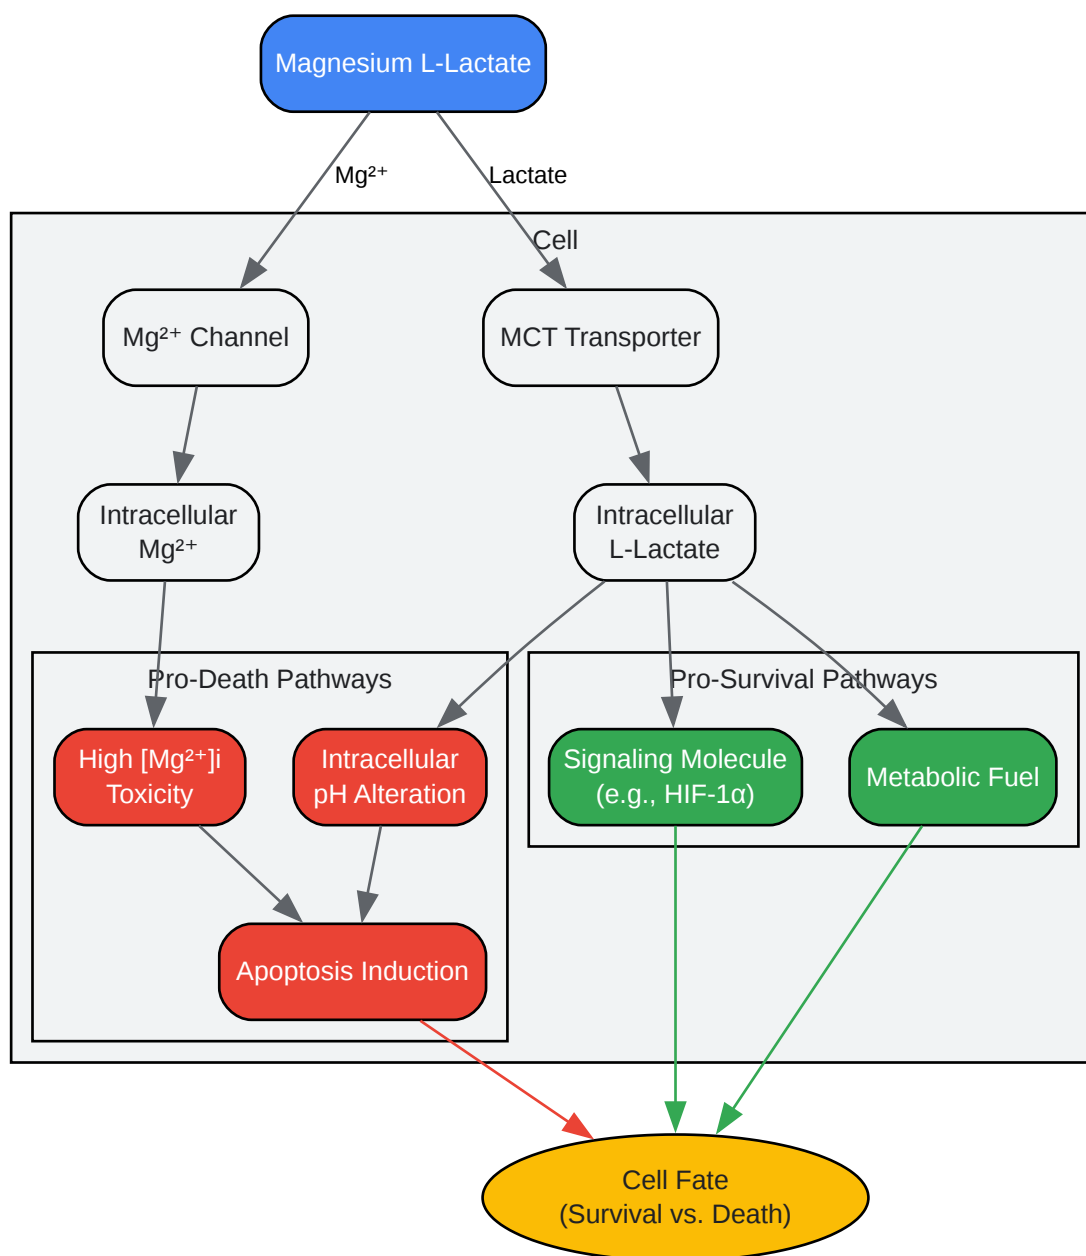 Magnesium L-Lactate
Mg²⁺
Lactate
Cell
Mg²⁺ Channel
MCT Transporter
Intracellular
Mg²⁺
Intracellular
L-Lactate
Pro-Death Pathways
Pro-Survival Pathways
High [Mg²⁺]i
Toxicity
Intracellular
pH Alteration
Signaling Molecule
(e.g., HIF-1α)
Metabolic Fuel
Apoptosis Induction
Cell Fate
(Survival vs. Death)